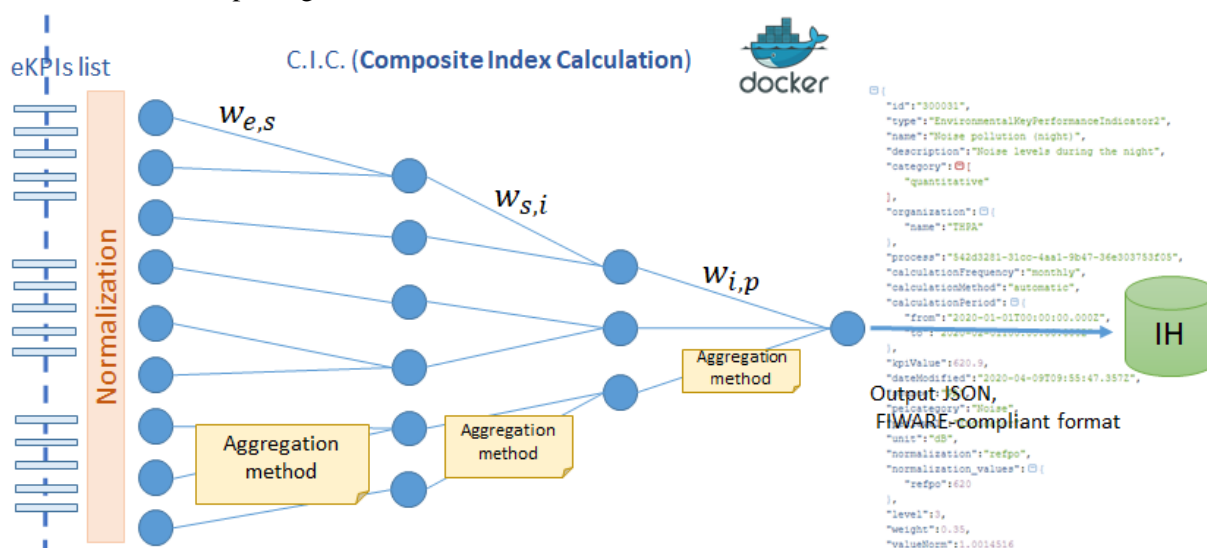 eKPIs list
C.I.C. (Composite Index Calculation)
docker
Normalization
w_{e,s}
w_{s,i}
w_{i,p}
Aggregation
method
Aggregation
method
Aggregation
method
{
"id":"300031",
"type":"EnvironmentalKeyPerformanceIndicator2",
"name":"Noise pollution (night)",
"description":"Noise levels during the night",
"category":[
"quantitative"
],
"organization":{
"name":"THPA"
},
"process":"542d3281-31cc-4aa1-9b47-36e303753f05",
"calculationFrequency":"monthly",
"calculationMethod":"automatic",
"calculationPeriod":{
"from":"2020-01-01T00:00:00.000Z",
},
"kpiValue":620.9,
"dateModified":"2020-04-09T09:55:47.357Z",
Output JSON,
FIWARE-compliant format
"unit":"dB",
"normalization":"refpo",
"normalization_values":{
"refpo":620
},
"level":3,
"weight":0.35,
"valueNorm":1.0014516
IH